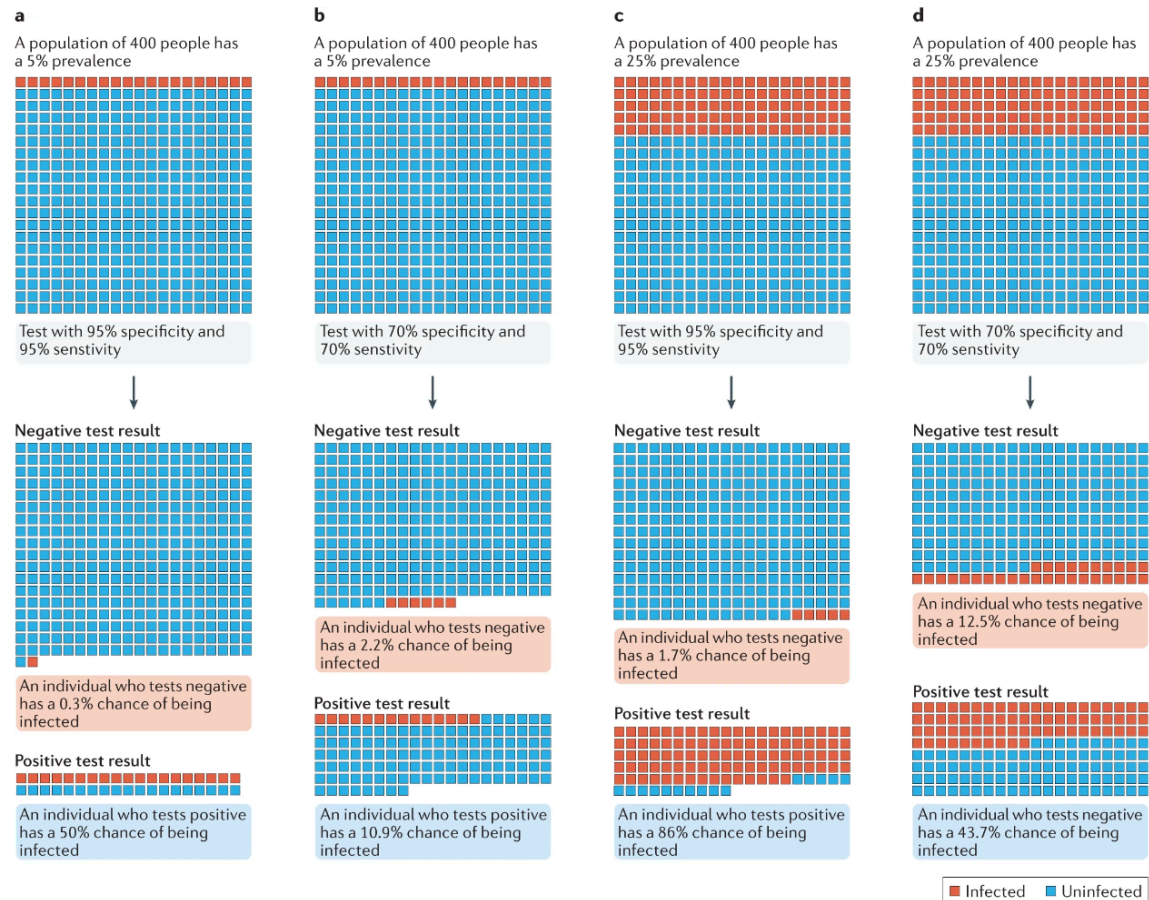 a
A population of 400 people has
a 5% prevalence
Test with 95% specificity and
95% senstivity
Negative test result
An individual who tests negative
has a 0.3% chance of being
infected
Positive test result
An individual who tests positive
has a 50% chance of being
infected
b
A population of 400 people has
a 5% prevalence
Test with 70% specificity and
70% senstivity
Negative test result
An individual who tests negative
has a 2.2% chance of being
infected
Positive test result
An individual who tests positive
has a 10.9% chance of being
infected
c
A population of 400 people has
a 25% prevalence
Test with 95% specificity and
95% senstivity
Negative test result
An individual who tests negative
has a 1.7% chance of being
infected
Positive test result
An individual who tests positive
has a 86% chance of being
infected
d
A population of 400 people has
a 25% prevalence
Test with 70% specificity and
70% senstivity
Negative test result
An individual who tests negative
has a 12.5% chance of being
infected
Positive test result
An individual who tests negative
has a 43.7% chance of being
infected
Infected
Uninfected